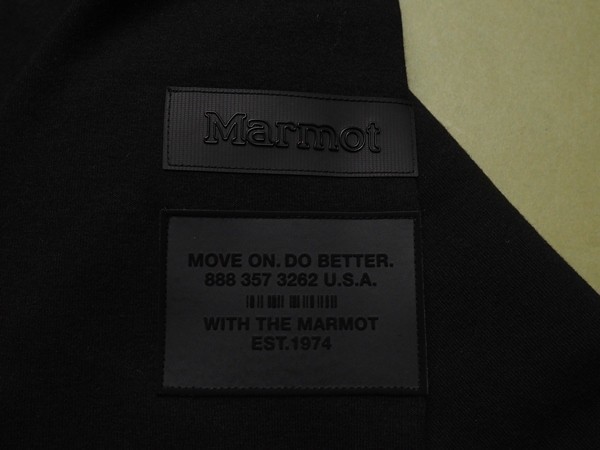 Marmot
MOVE ON. DO BETTER.
888 357 3262 U.S.A.
WITH THE MARMOT
EST.1974